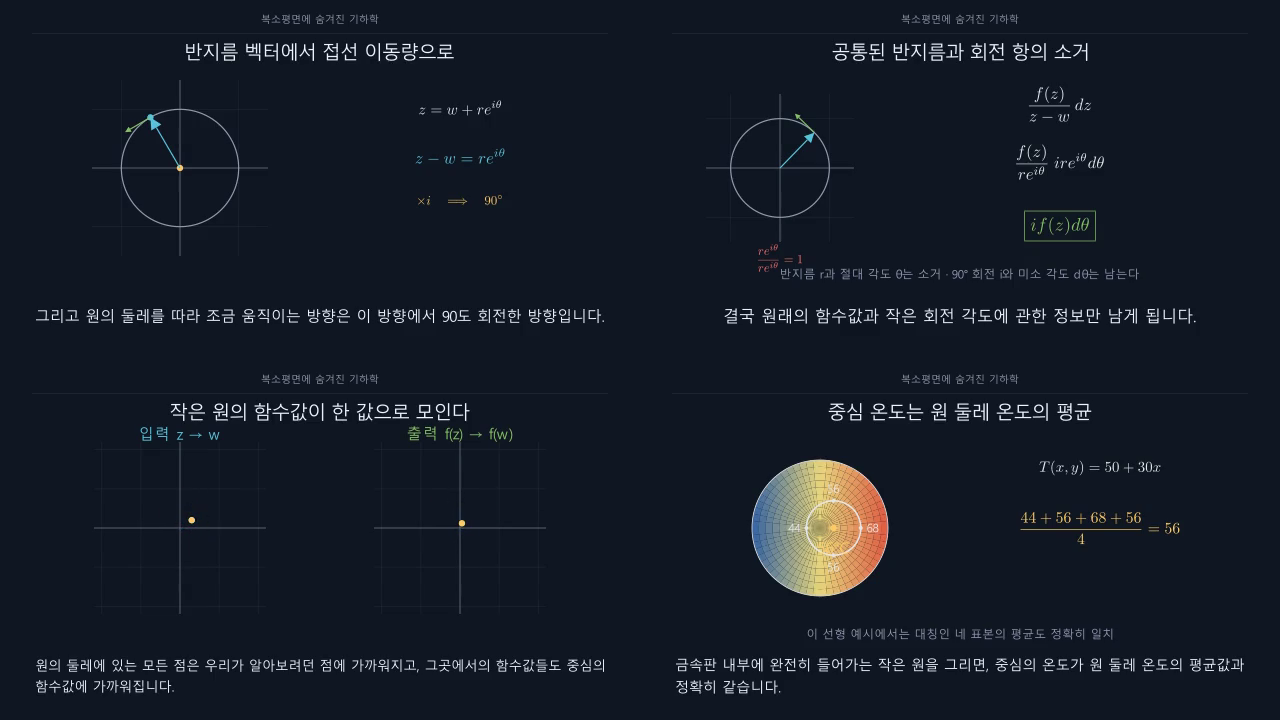 복소평면에 숨겨진 기하학
반지름 벡터에서 접선 이동량으로
z = w + re^{iθ}
z − w = re^{iθ}
×i ⟹ 90°
그리고 원의 둘레를 따라 조금 움직이는 방향은 이 방향에서 90도 회전한 방향입니다.
복소평면에 숨겨진 기하학
공통된 반지름과 회전 항의 소거
f(z)/(z − w) dz
f(z)/re^{iθ} ire^{iθ}dθ
if(z)dθ
re^{iθ}/re^{iθ} = 1
반지름 r과 절대 각도 θ는 소거 · 90° 회전 i와 미소 각도 dθ는 남는다
결국 원래의 함수값과 작은 회전 각도에 관한 정보만 남게 됩니다.
복소평면에 숨겨진 기하학
작은 원의 함수값이 한 값으로 모인다
입력 z → w
출력 f(z) → f(w)
원의 둘레에 있는 모든 점은 우리가 알아보려던 점에 가까워지고, 그곳에서의 함수값들도 중심의
함수값에 가까워집니다.
복소평면에 숨겨진 기하학
중심 온도는 원 둘레 온도의 평균
56
44
68
56
T(x, y) = 50 + 30x
(44 + 56 + 68 + 56)/4 = 56
이 선형 예시에서는 대칭인 네 표본의 평균도 정확히 일치
금속판 내부에 완전히 들어가는 작은 원을 그리면, 중심의 온도가 원 둘레 온도의 평균값과
정확히 같습니다.